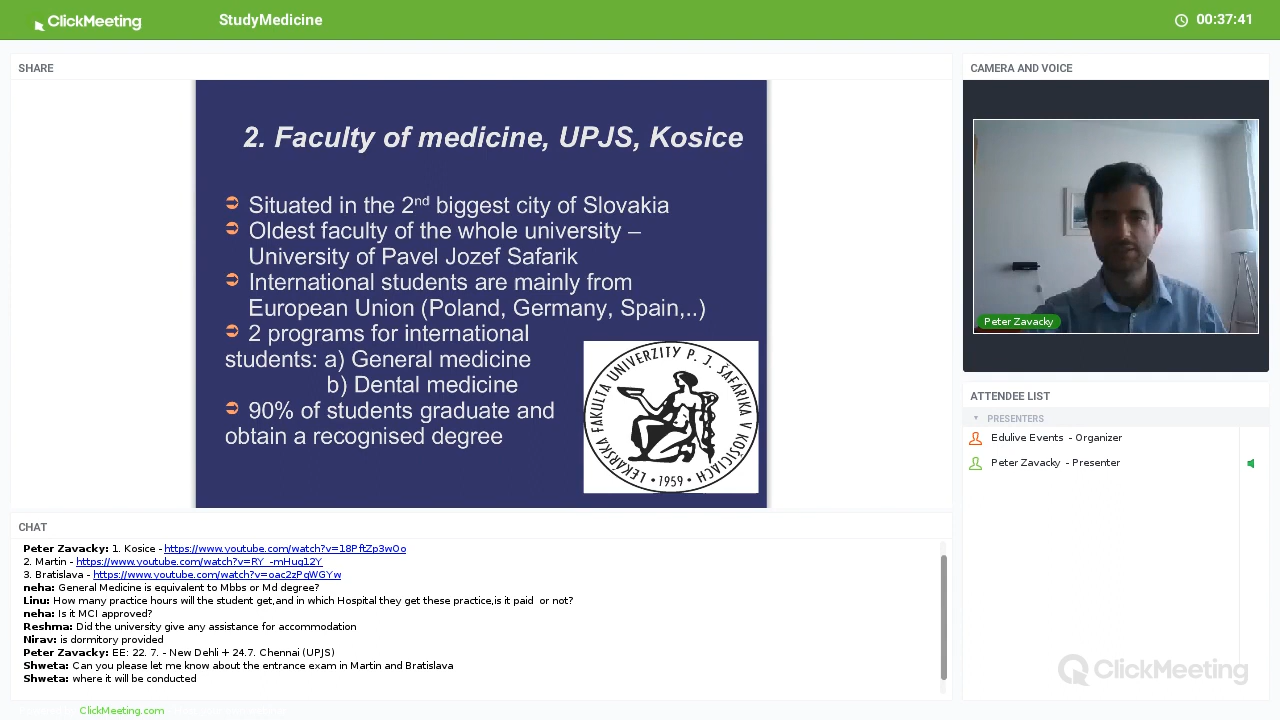 ClickMeeting
StudyMedicine
00:37:41
SHARE
2. Faculty of medicine, UPJS, Kosice
Situated in the 2nd biggest city of Slovakia
Oldest faculty of the whole university –
University of Pavel Jozef Safarik
International students are mainly from
European Union (Poland, Germany, Spain,..)
2 programs for international
students: a) General medicine
b) Dental medicine
90% of students graduate and
obtain a recognised degree
LEKÁRSKA FAKULTA UNIVERZITY P. J. ŠAFÁRIKA V KOŠICIACH
• 1959 •
CAMERA AND VOICE
Peter Zavacky
ATTENDEE LIST
PRESENTERS
Edulive Events - Organizer
Peter Zavacky - Presenter
CHAT
Peter Zavacky: 1. Kosice - https://www.youtube.com/watch?v=18PftZp3wOo
2. Martin - https://www.youtube.com/watch?v=RY_-mHug12Y
3. Bratislava - https://www.youtube.com/watch?v=oac2zPqWGYw
neha: General Medicine is equivalent to Mbbs or Md degree?
Linu: How many practice hours will the student get,and in which Hospital they get these practice,is it paid or not?
neha: Is it MCI approved?
Reshma: Did the university give any assistance for accommodation
Nirav: is dormitory provided
Peter Zavacky: EE: 22. 7. - New Dehli + 24.7. Chennai (UPJS)
Shweta: Can you please let me know about the entrance exam in Martin and Bratislava
Shweta: where it will be conducted
ClickMeeting
ClickMeeting.com